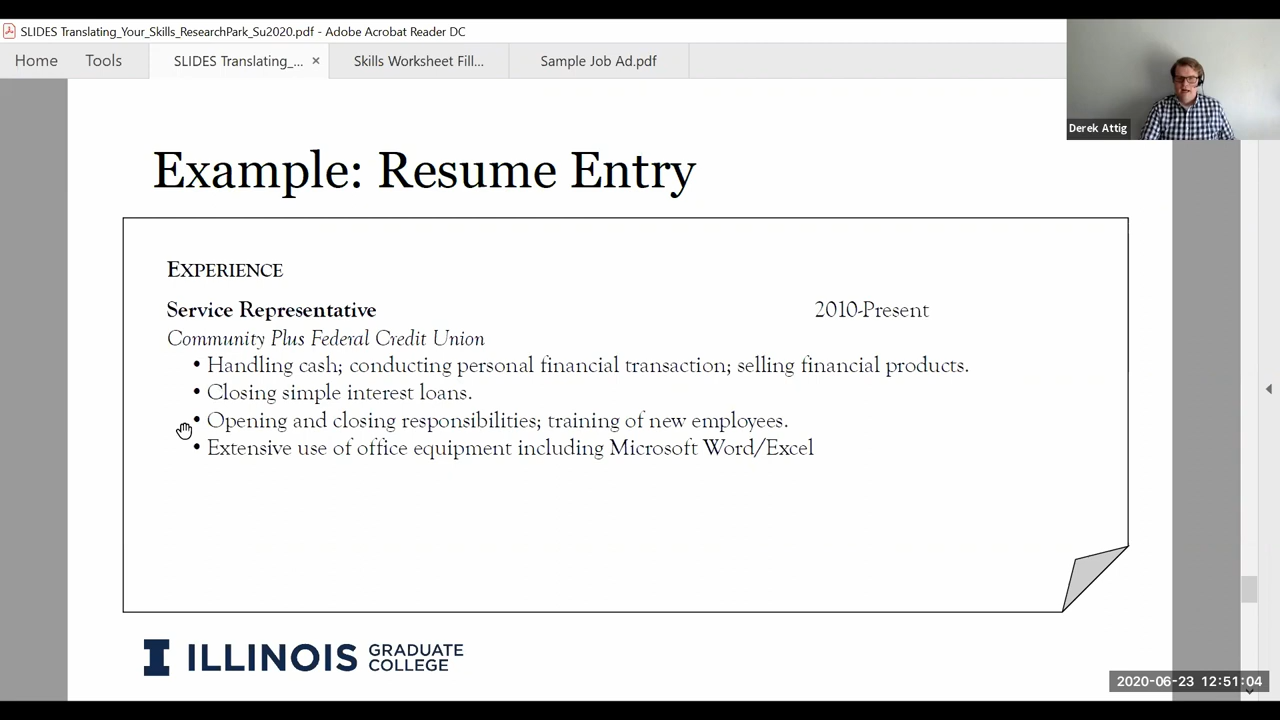 SLIDES Translating_Your_Skills_ResearchPark_Su2020.pdf - Adobe Acrobat Reader DC
Home Tools SLIDES Translating_... × Skills Worksheet Fill... Sample Job Ad.pdf
Derek Attig
Example: Resume Entry
EXPERIENCE
Service Representative 2010-Present
Community Plus Federal Credit Union
• Handling cash; conducting personal financial transaction; selling financial products.
• Closing simple interest loans.
• Opening and closing responsibilities; training of new employees.
• Extensive use of office equipment including Microsoft Word/Excel
I ILLINOIS GRADUATE
COLLEGE
2020-06-23 12:51:04